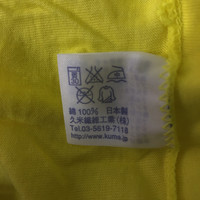 綿 100% 日本製
久米繊維工業(株)
Tel.03-5819-7118
http://www.kume.jp